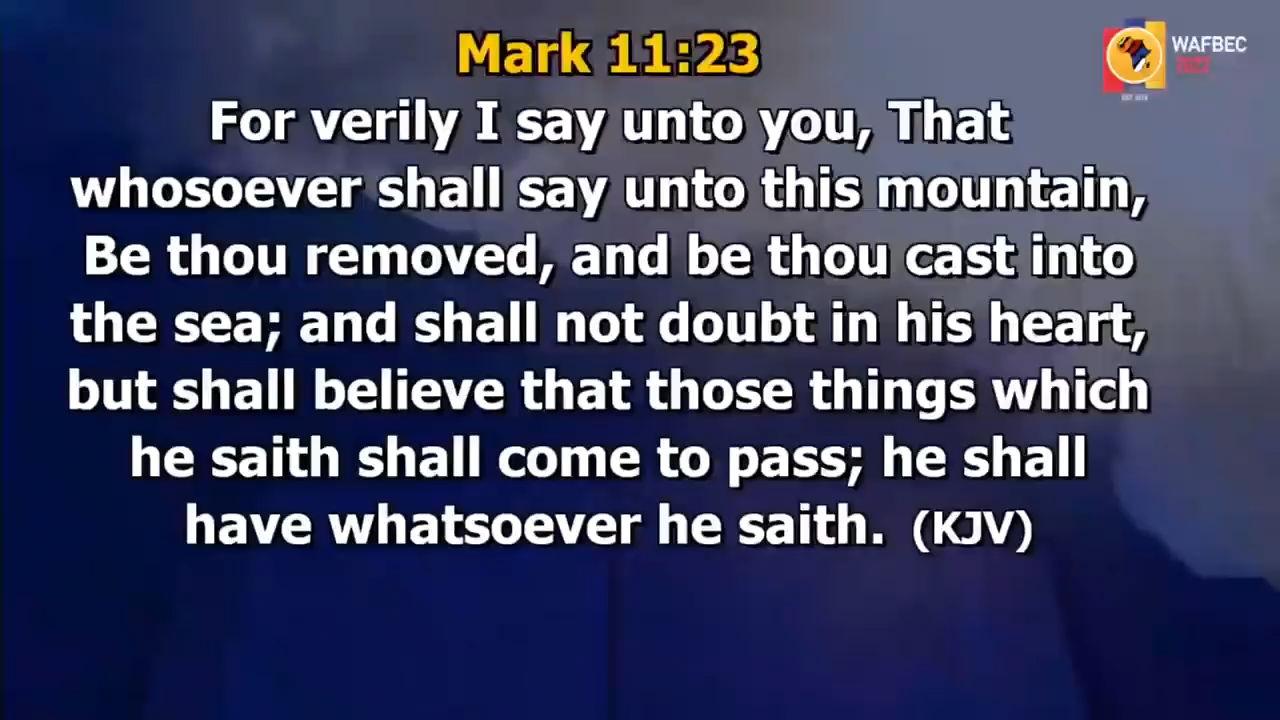 Mark 11:23
WAFBEC
For verily I say unto you, That
whosoever shall say unto this mountain,
Be thou removed, and be thou cast into
the sea; and shall not doubt in his heart,
but shall believe that those things which
he saith shall come to pass; he shall
have whatsoever he saith. (KJV)